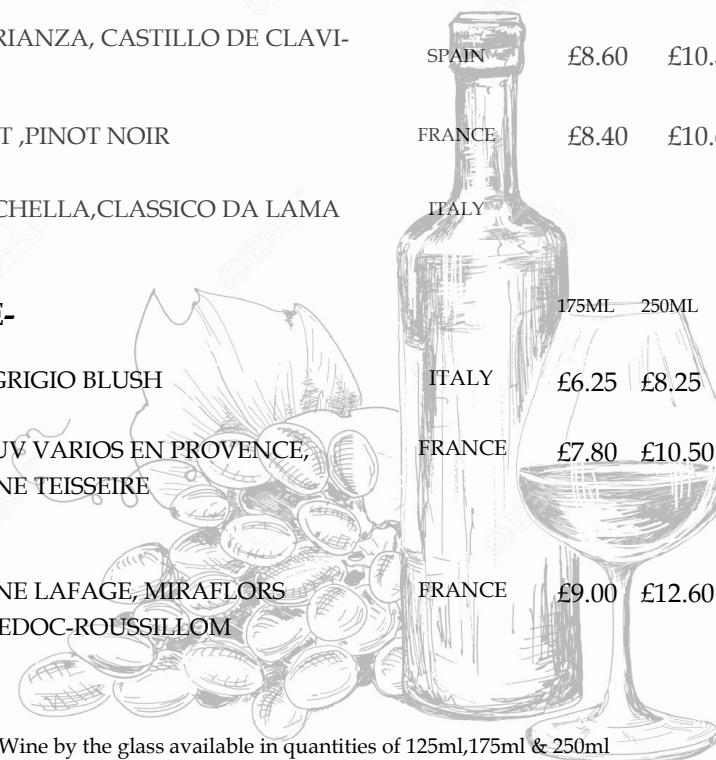 RIANZA, CASTILLO DE CLAVI-
SPAIN £8.60 £10.
T ,PINOT NOIR FRANCE £8.40 £10.
CHELLA,CLASSICO DA LAMA ITALY
E-
175ML 250ML
GRIGIO BLUSH ITALY £6.25 £8.25
UV VARIOS EN PROVENCE, FRANCE £7.80 £10.50
NE TEISSEIRE
NE LAFAGE, MIRAFLORS FRANCE £9.00 £12.60
EDOC-ROUSSILLOM
Wine by the glass available in quantities of 125ml,175ml & 250ml